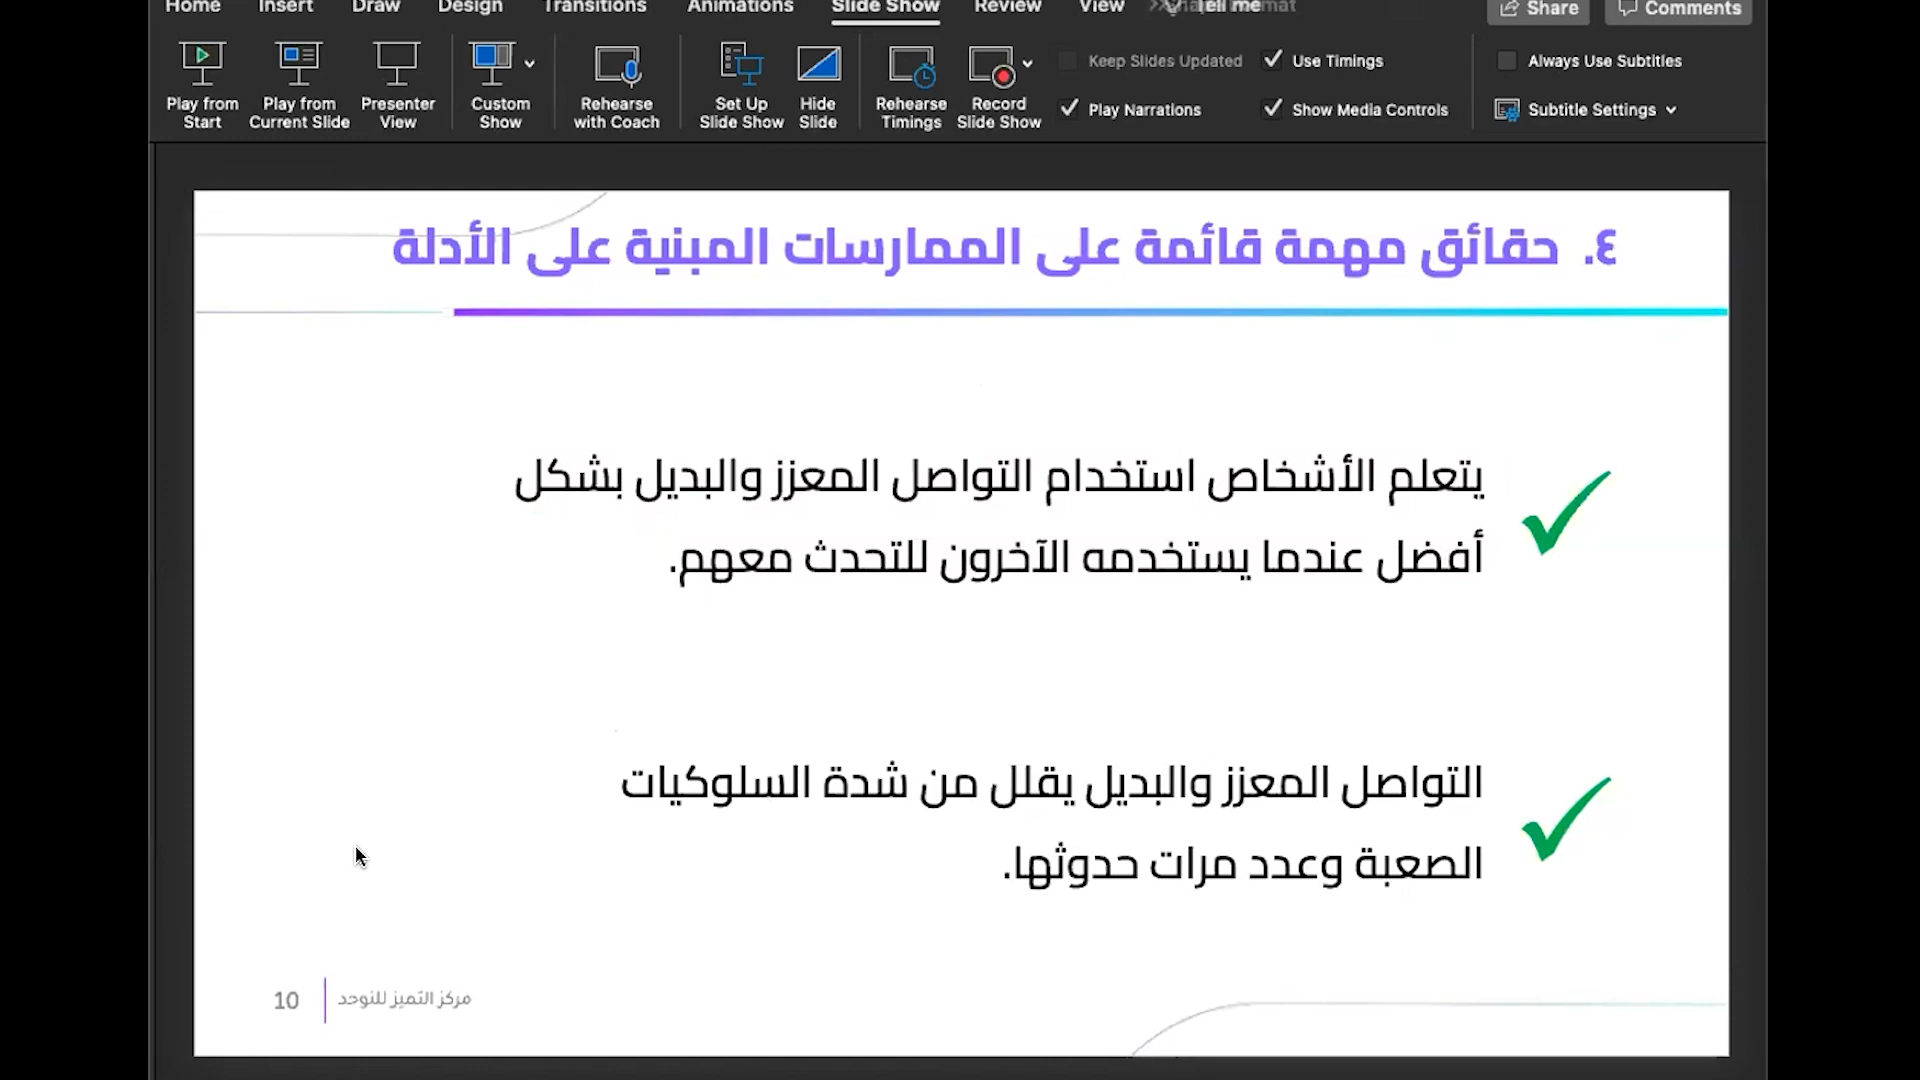 Home Insert Draw Design Transitions Animations Slide Show Review View Tell me
Share Comments
Play from Start
Play from Current Slide
Presenter View
Custom Show
Rehearse with Coach
Set Up Slide Show
Hide Slide
Rehearse Timings
Record Slide Show
Keep Slides Updated
Use Timings
Play Narrations
Show Media Controls
Always Use Subtitles
Subtitle Settings
٤. حقائق مهمة قائمة على الممارسات المبنية على الأدلة
يتعلم الأشخاص استخدام التواصل المعزز والبديل بشكل
أفضل عندما يستخدمه الآخرون للتحدث معهم.
التواصل المعزز والبديل يقلل من شدة السلوكيات
الصعبة وعدد مرات حدوثها.
مركز التميز للتوحد
10